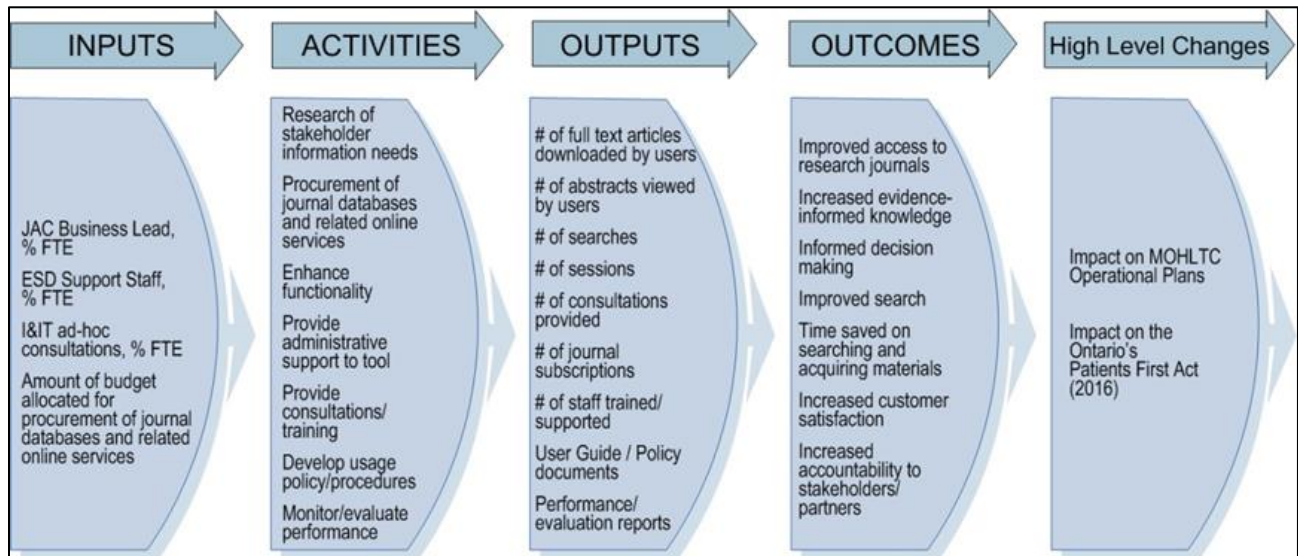 INPUTS
ACTIVITIES
OUTPUTS
OUTCOMES
High Level Changes
JAC Business Lead,
% FTE
ESD Support Staff,
% FTE
I&IT ad-hoc
consultations, % FTE
Amount of budget
allocated for
procurement of journal
databases and related
online services
Research of
stakeholder
information needs
Procurement of
journal databases
and related online
services
Enhance
functionality
Provide
administrative
support to tool
Provide
consultations/
training
Develop usage
policy/procedures
Monitor/evaluate
performance
# of full text articles
downloaded by users
# of abstracts viewed
by users
# of searches
# of sessions
# of consultations
provided
# of journal
subscriptions
# of staff trained/
supported
User Guide / Policy
documents
Performance/
evaluation reports
Improved access to
research journals
Increased evidence-
informed knowledge
Informed decision
making
Improved search
Time saved on
searching and
acquiring materials
Increased customer
satisfaction
Increased
accountability to
stakeholders/
partners
Impact on MOHLTC
Operational Plans
Impact on the
Ontario's
Patients First Act
(2016)